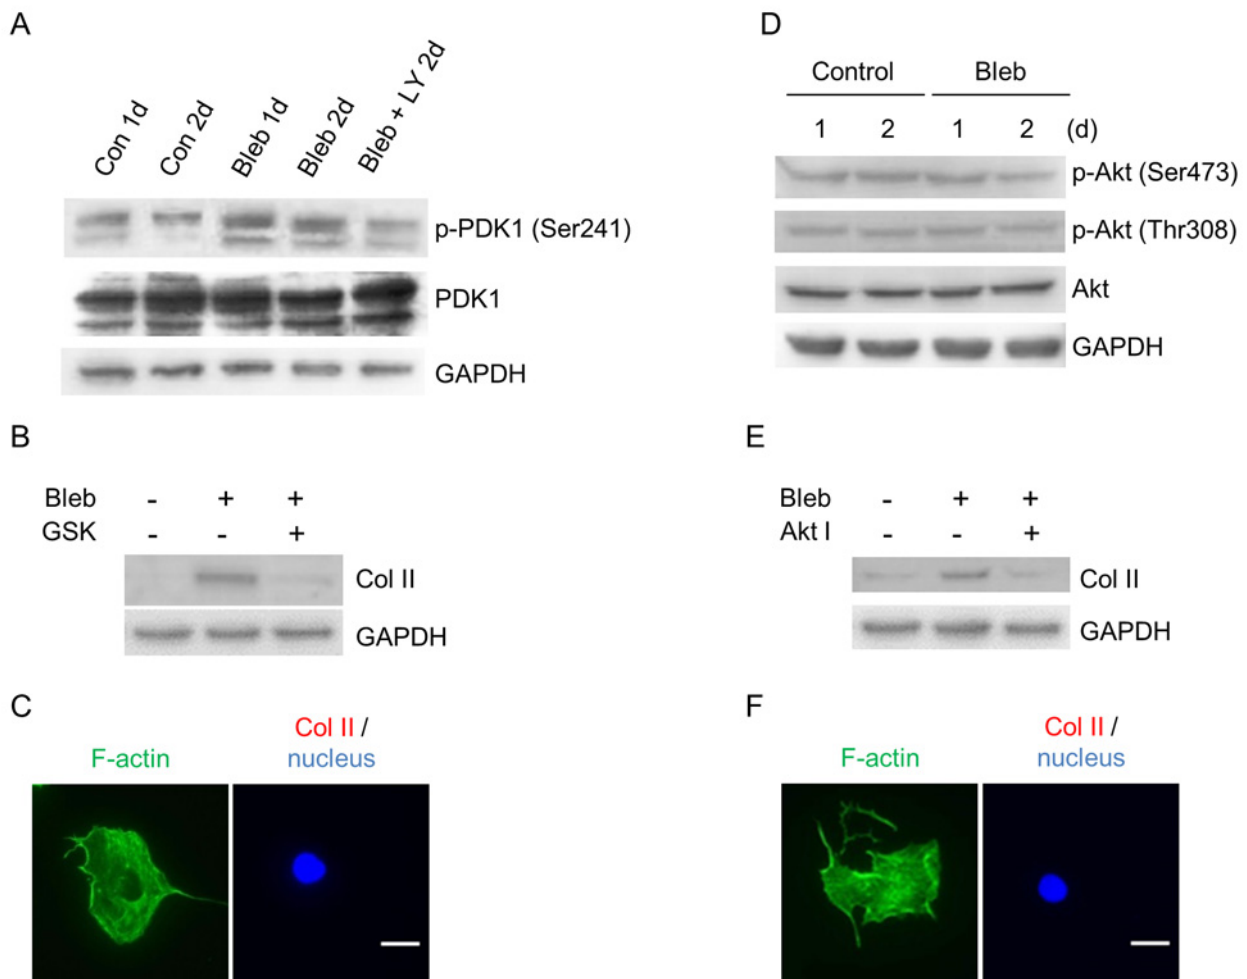 A
Con 1d
Con 2d
Bleb 1d
Bleb 2d
Bleb + LY 2d
p-PDK1 (Ser241)
PDK1
GAPDH
B
Bleb - + +
GSK - - +
Col II
GAPDH
C
F-actin
Col II /
nucleus
D
Control Bleb
1 2 1 2 (d)
p-Akt (Ser473)
p-Akt (Thr308)
Akt
GAPDH
E
Bleb - + +
Akt I - - +
Col II
GAPDH
F
F-actin
Col II /
nucleus